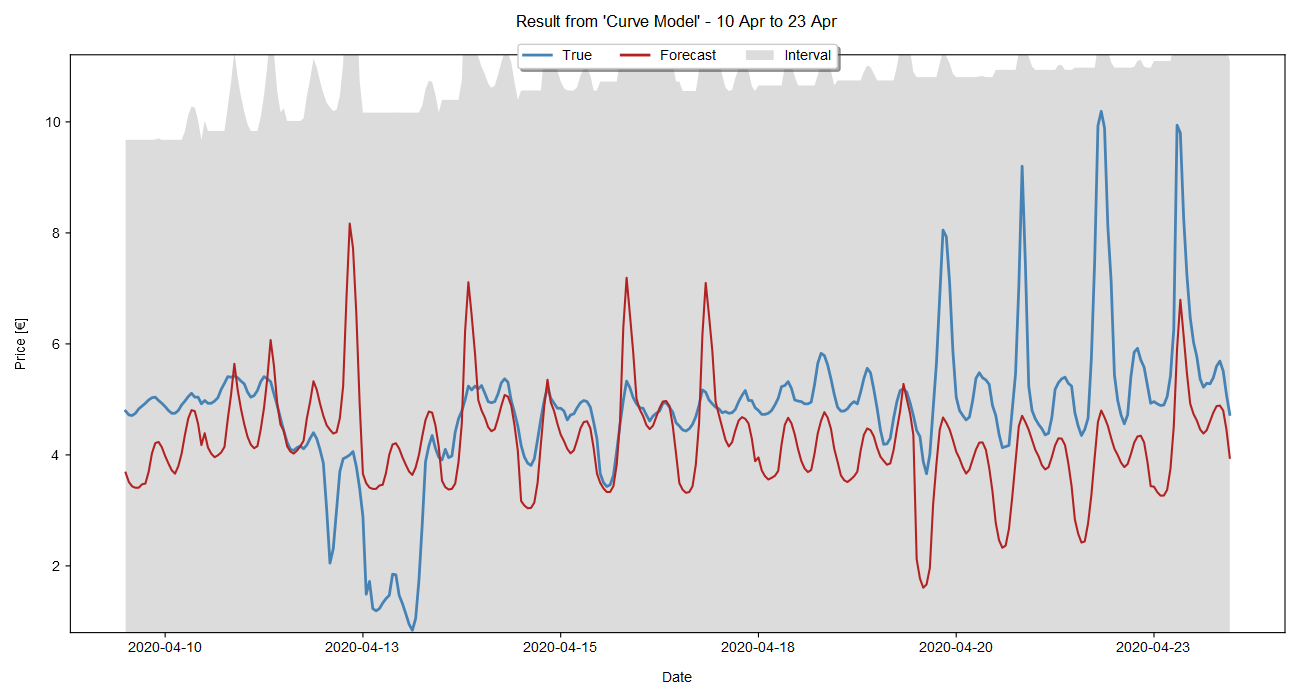 Result from 'Curve Model' - 10 Apr to 23 Apr
True Forecast Interval
10
8
6
4
2
Price [€]
2020-04-10 2020-04-13 2020-04-15 2020-04-18 2020-04-20 2020-04-23
Date